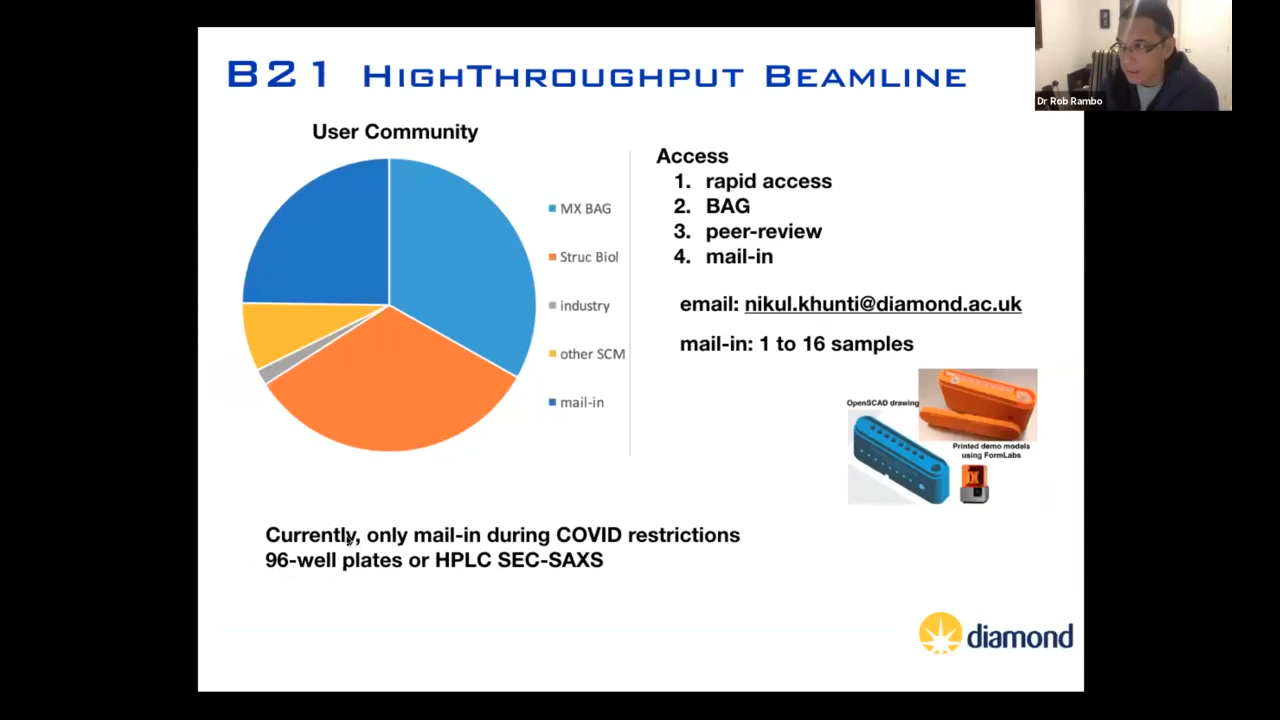 B21 HighThroughput Beamline
Dr Rob Rambo
User Community
MX BAG
Struc Biol
industry
other SCM
mail-in
Access
1. rapid access
2. BAG
3. peer-review
4. mail-in
email: nikul.khunti@diamond.ac.uk
mail-in: 1 to 16 samples
OpenSCAD drawing
Printed demo models
using FormLabs
Currently, only mail-in during COVID restrictions
96-well plates or HPLC SEC-SAXS
diamond